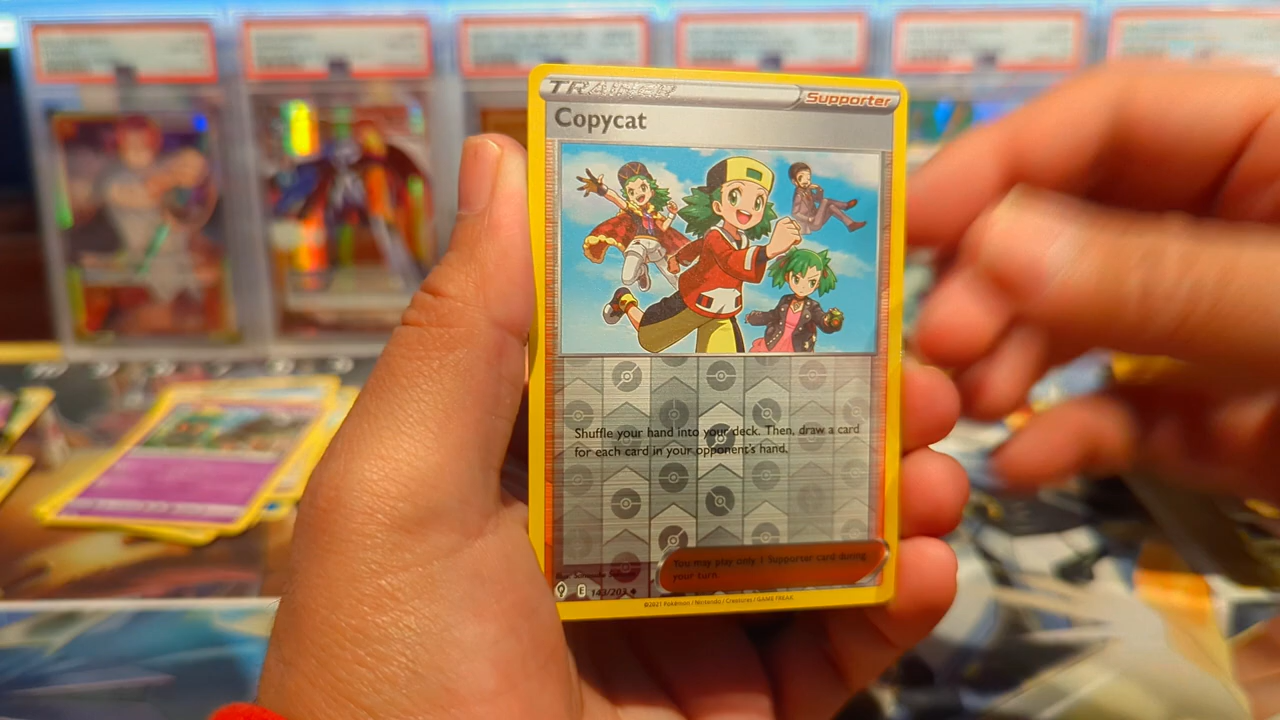 TRAINER
Supporter
Copycat
Shuffle your hand into your deck. Then, draw a card
for each card in your opponent's hand.
You may play only 1 Supporter card during
your turn.
E 143/203
©2021 Pokémon / Nintendo / Creatures / GAME FREAK